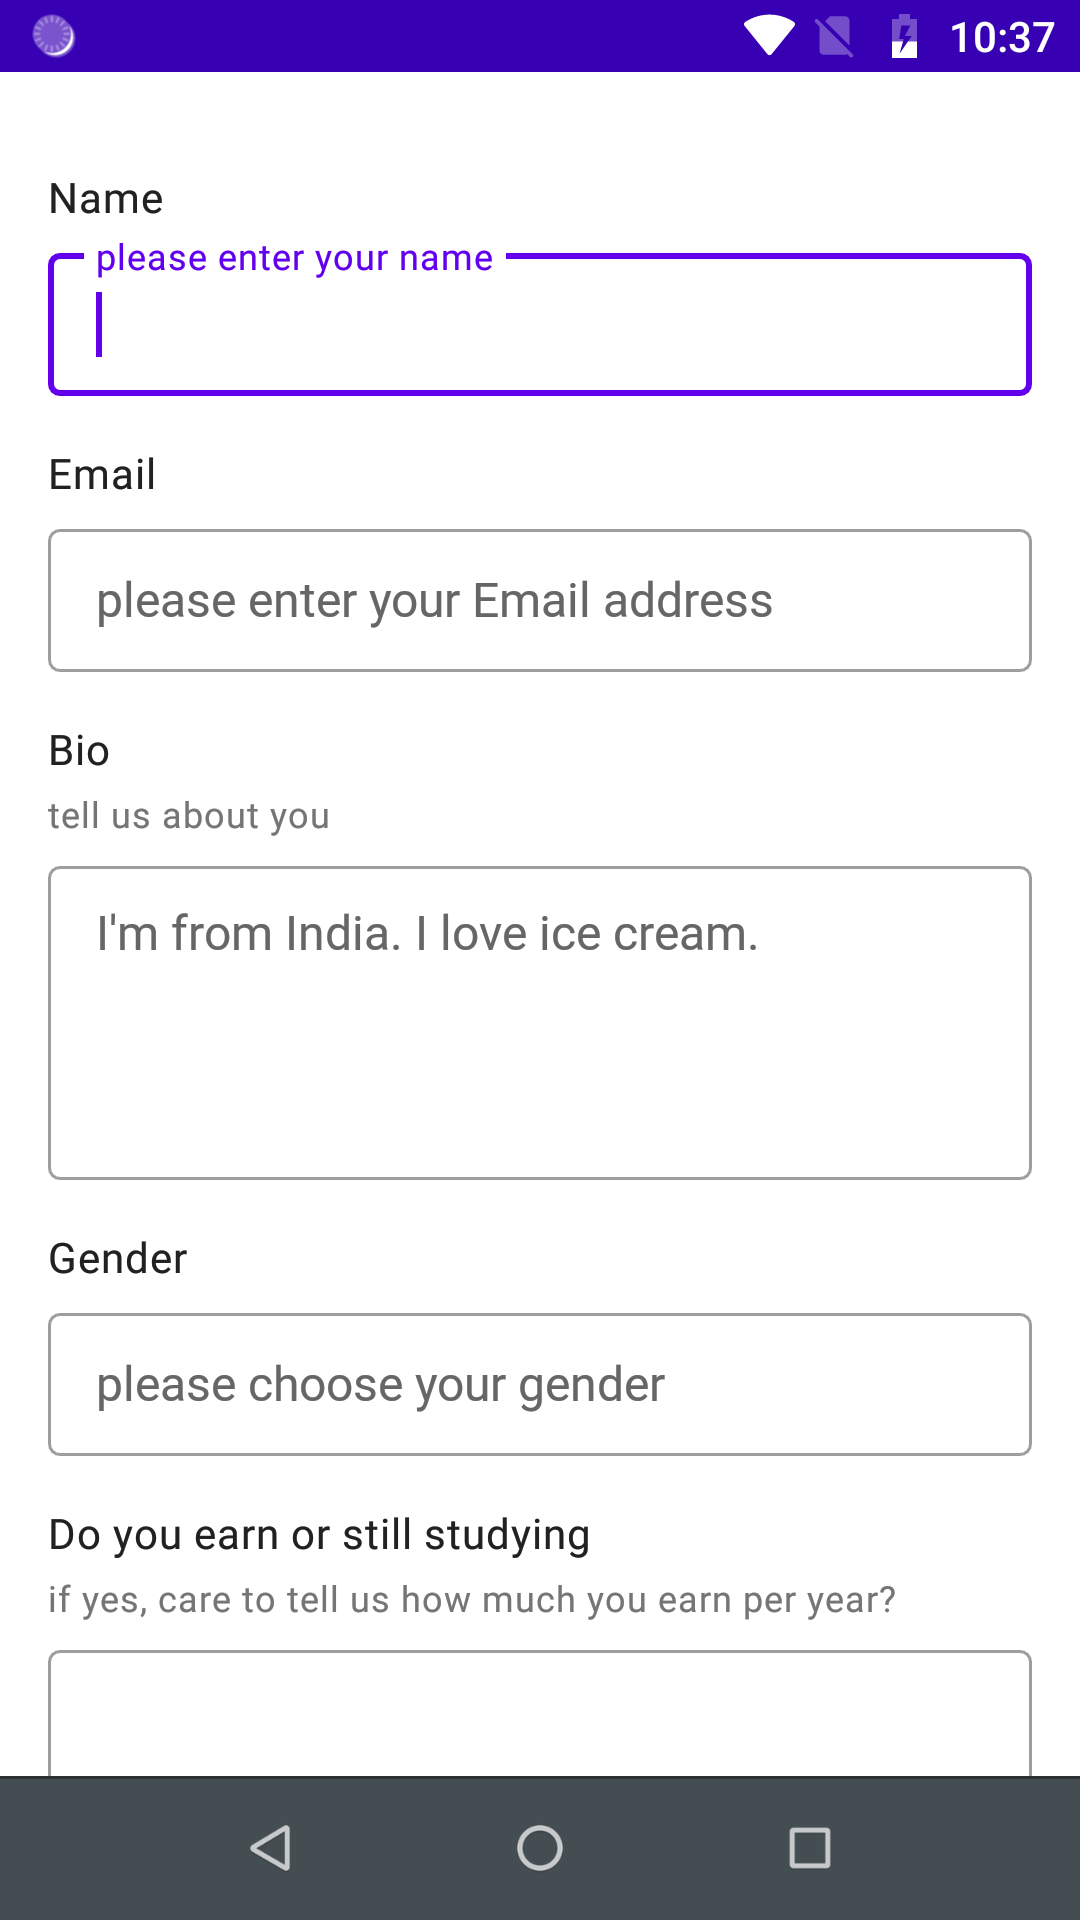 10:37
Name
please enter your name
Email
please enter your Email address
Bio
tell us about you
I'm from India. I love ice cream.
Gender
please choose your gender
Do you earn or still studying
if yes, care to tell us how much you earn per year?